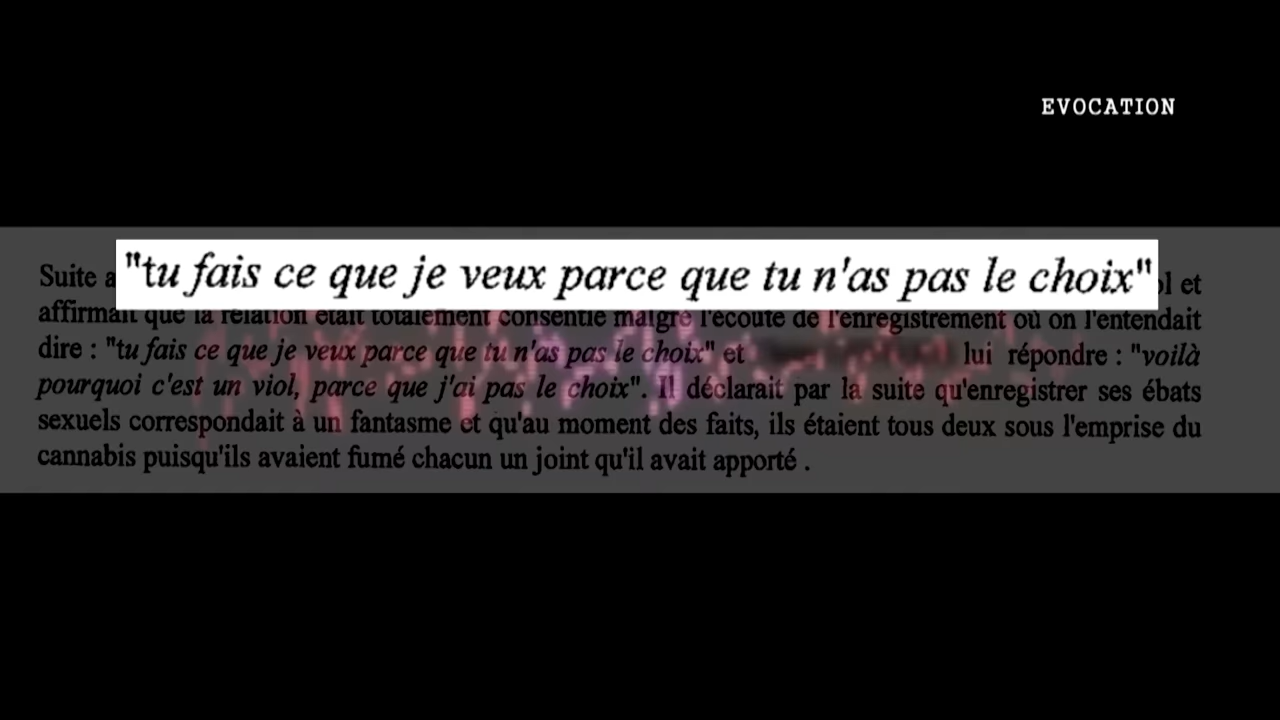 EVOCATION
"tu fais ce que je veux parce que tu n'as pas le choix"
Suite a
ol et
affirmait que la relation était totalement consentie malgré l'écoute de l'enregistrement où on l'entendait
dire : "tu fais ce que je veux parce que tu n'as pas le choix" et lui répondre : "voilà
pourquoi c'est un viol, parce que j'ai pas le choix". Il déclarait par la suite qu'enregistrer ses ébats
sexuels correspondait à un fantasme et qu'au moment des faits, ils étaient tous deux sous l'emprise du
cannabis puisqu'ils avaient fumé chacun un joint qu'il avait apporté .